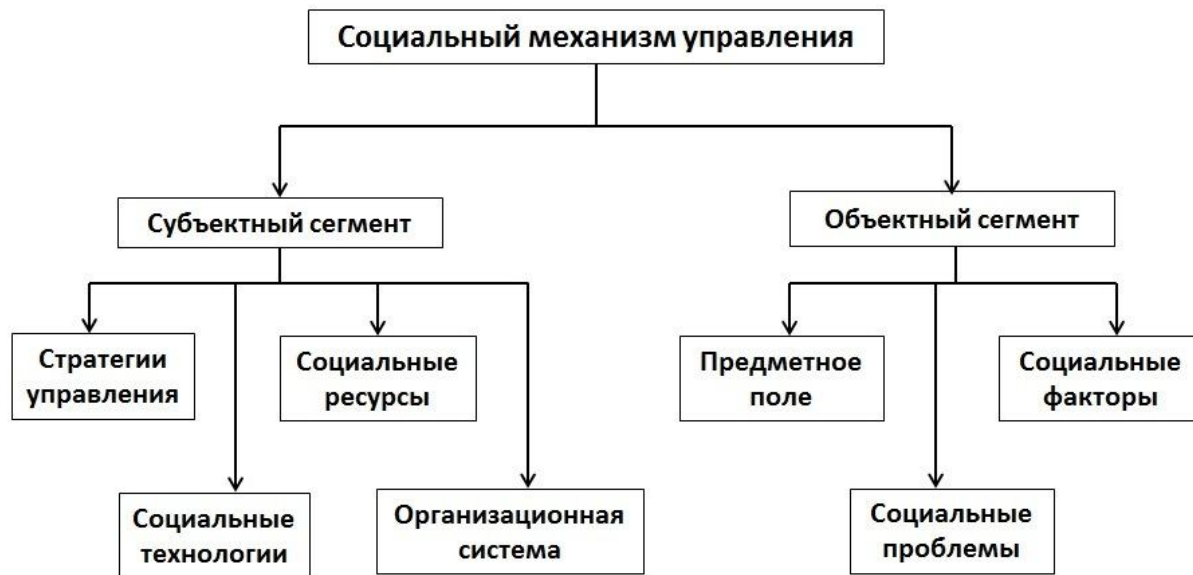 Социальный механизм управления
Субъектный сегмент
Объектный сегмент
Стратегии
управления
Социальные
ресурсы
Предметное
поле
Социальные
факторы
Социальные
технологии
Организационная
система
Социальные
проблемы